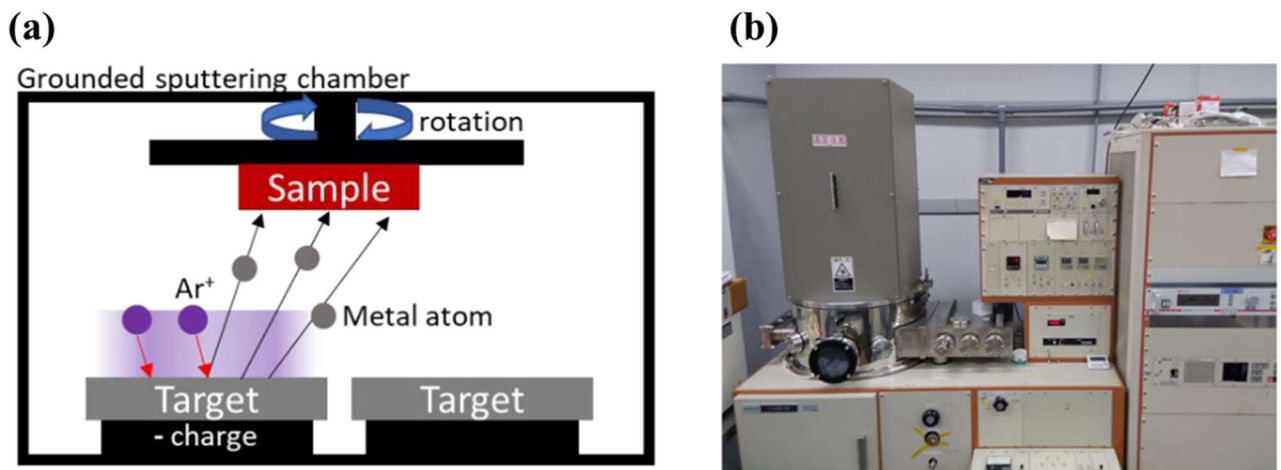 (a)
(b)
Grounded sputtering chamber
rotation
Sample
Ar⁺
Metal atom
Target
Target
- charge